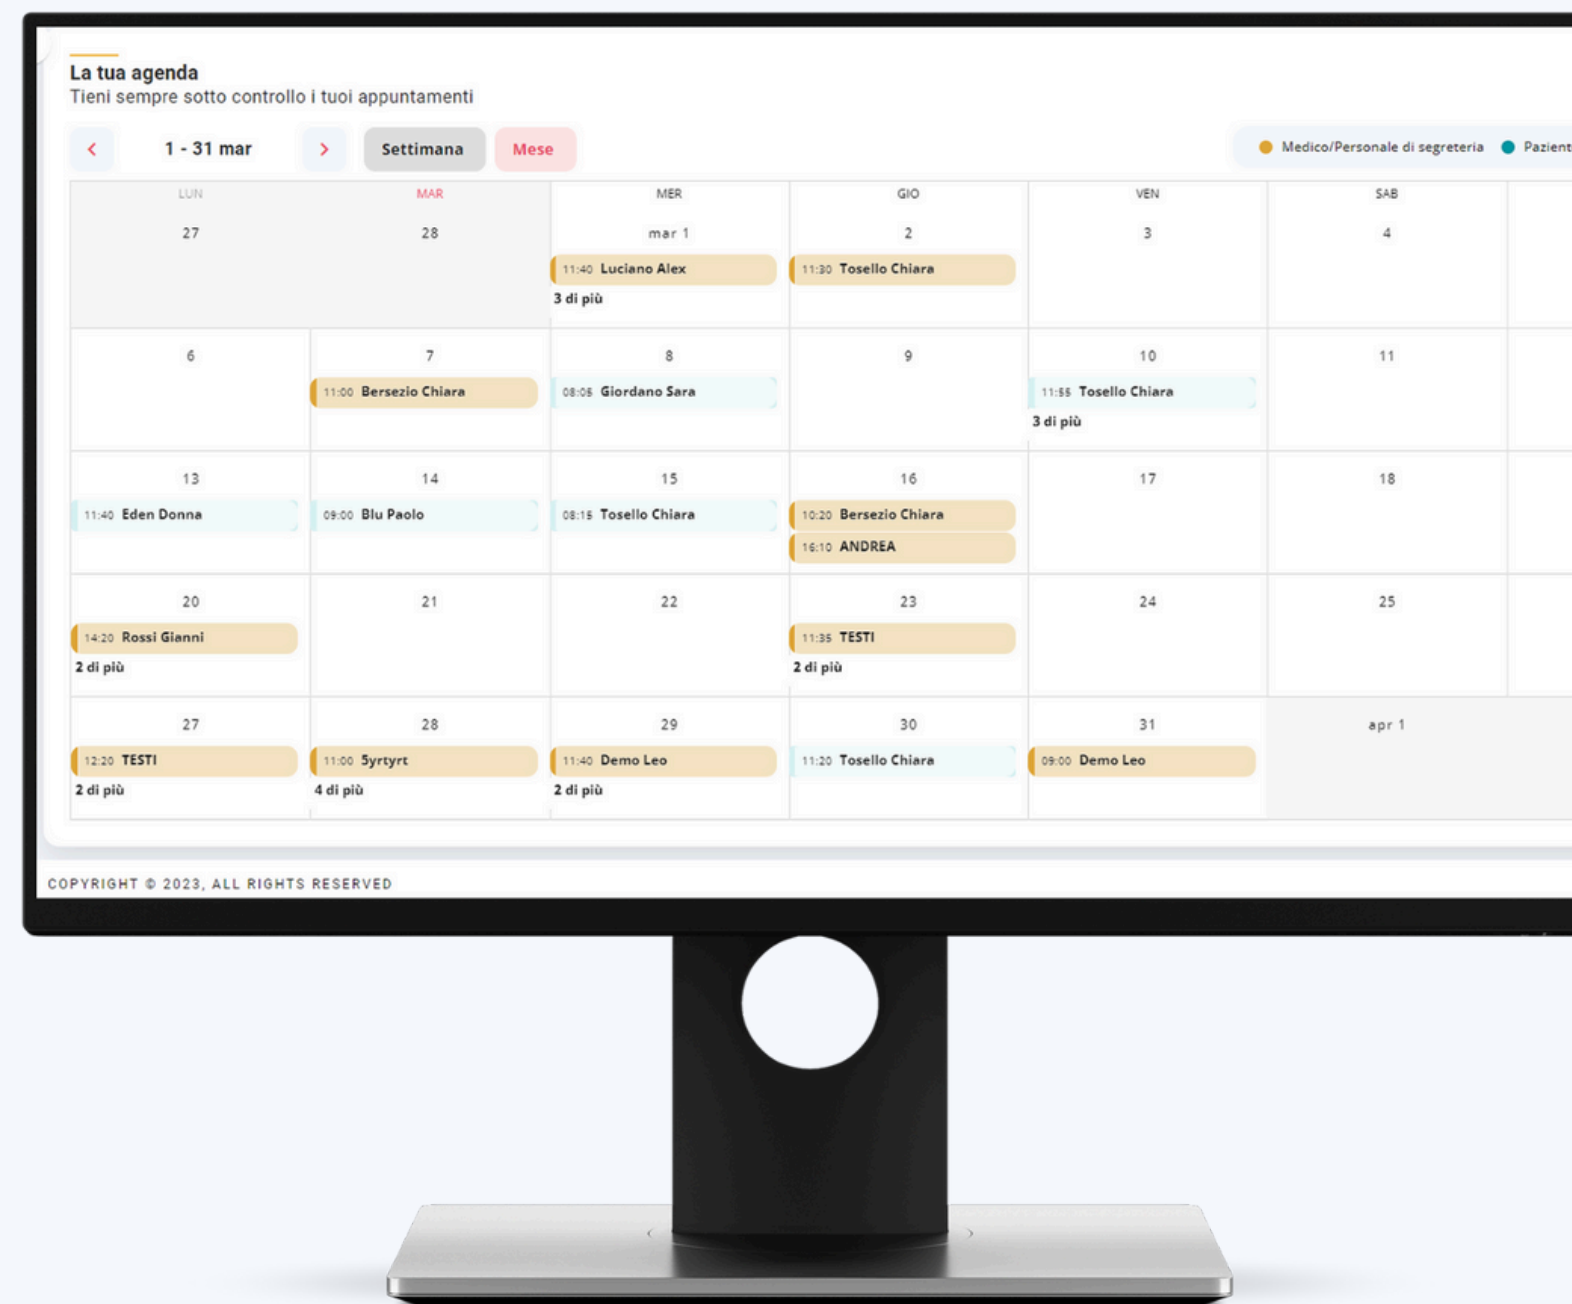 La tua agenda
Tieni sempre sotto controllo i tuoi appuntamenti
1 - 31 mar Settimana Mese Medico/Personale di segreteria Pazient
LUN MAR MER GIO VEN SAB
27 28 mar 1 2 3 4
11:40 Luciano Alex 11:30 Tosello Chiara
3 di più
6 7 8 9 10 11
11:00 Bersezio Chiara 08:05 Giordano Sara 11:55 Tosello Chiara
3 di più
13 14 15 16 17 18
11:40 Eden Donna 09:00 Blu Paolo 08:15 Tosello Chiara 10:20 Bersezio Chiara
16:10 ANDREA
20 21 22 23 24 25
14:20 Rossi Gianni 11:35 TESTI
2 di più 2 di più
27 28 29 30 31 apr 1
12:20 TESTI 11:00 5yrtyrt 11:40 Demo Leo 11:20 Tosello Chiara 09:00 Demo Leo
2 di più 4 di più 2 di più
COPYRIGHT © 2023, ALL RIGHTS RESERVED